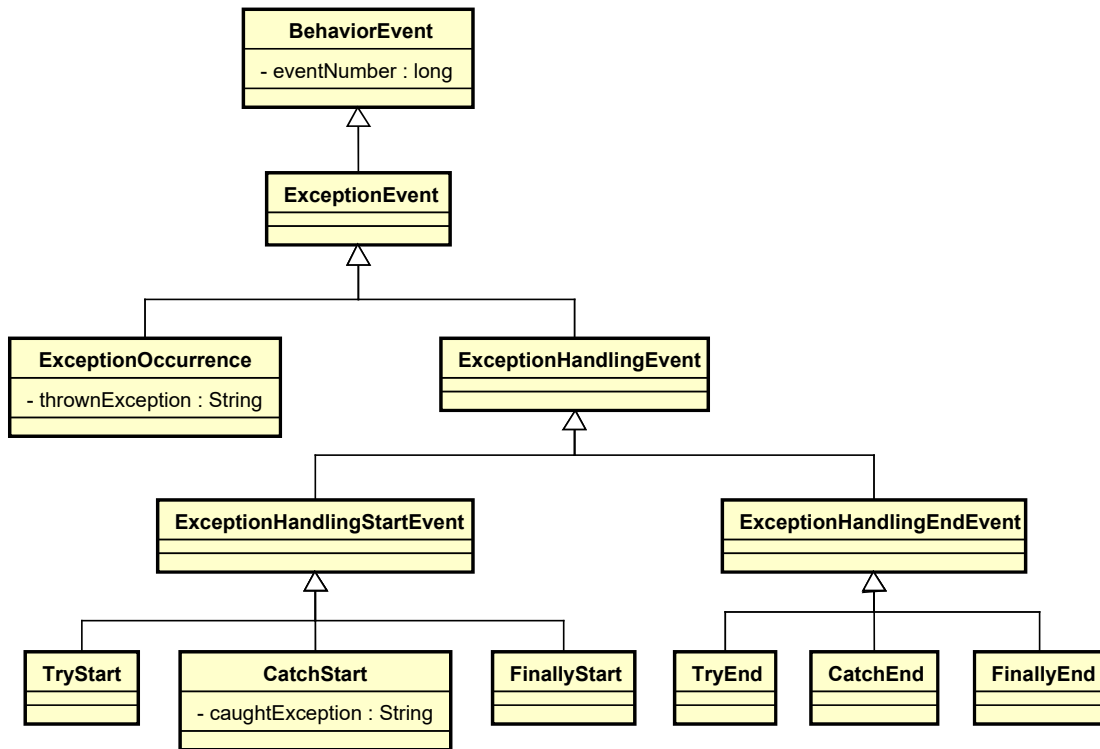 BehaviorEvent
- eventNumber : long
ExceptionEvent
ExceptionOccurrence
- thrownException : String
ExceptionHandlingEvent
ExceptionHandlingStartEvent
ExceptionHandlingEndEvent
TryStart
CatchStart
- caughtException : String
FinallyStart
TryEnd
CatchEnd
FinallyEnd